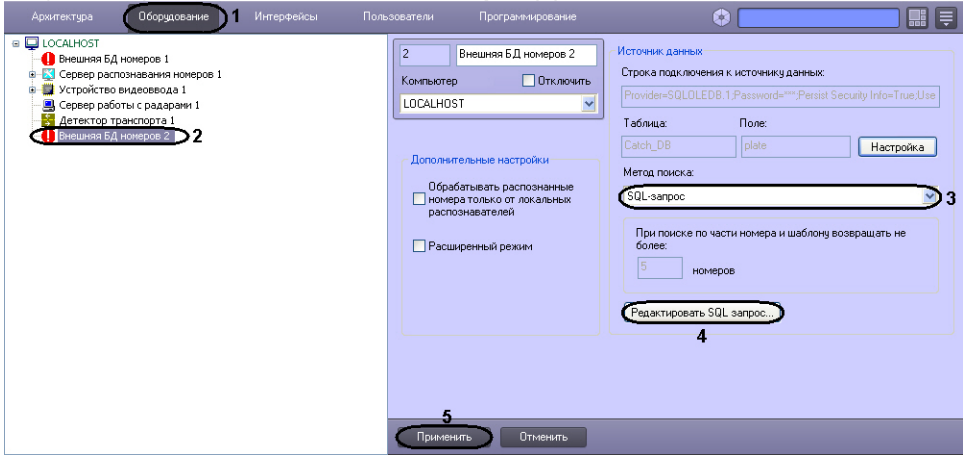 Архитектура Оборудование 1 Интерфейсы Пользователи Программирование
LOCALHOST
Внешняя БД номеров 1
Сервер распознавания номеров 1
Устройство видеоввода 1
Сервер работы с радарами 1
Детектор транспорта 1
Внешняя БД номеров 2 2
2 Внешняя БД номеров 2
Компьютер Отключить
LOCALHOST
Дополнительные настройки
Обрабатывать распознанные
номера только от локальных
распознавателей
Расширенный режим
Источник данных
Строка подключения к источнику данных:
Provider=SQLOLEDB.1;Password="";Persist Security Info=True;Use
Таблица: Поле:
Catch_DB plate Настройка
Метод поиска:
SQL-запрос 3
При поиске по части номера и шаблону возвращать не
более:
5 номеров
Редактировать SQL запрос...
4
5
Применить Отменить